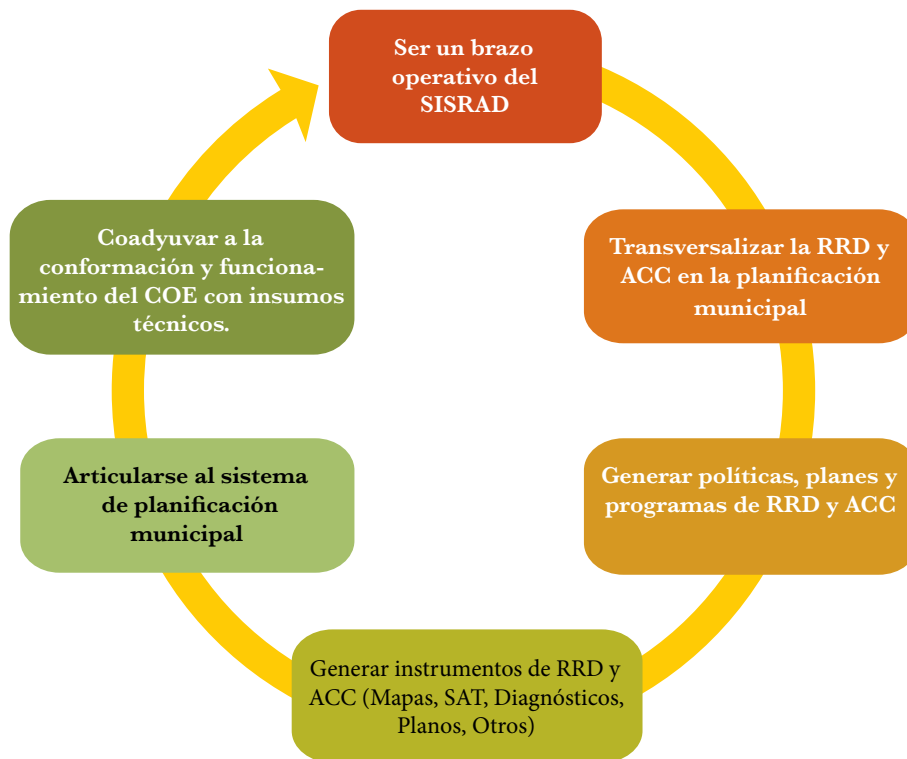 Ser un brazo
operativo del
SISRAD
Transversalizar la RRD y
ACC en la planificación
municipal
Generar políticas, planes y
programas de RRD y ACC
Generar instrumentos de RRD y
ACC (Mapas, SAT, Diagnósticos,
Planos, Otros)
Articularse al sistema
de planificación
municipal
Coadyuvar a la
conformación y funciona-
miento del COE con insumos
técnicos.